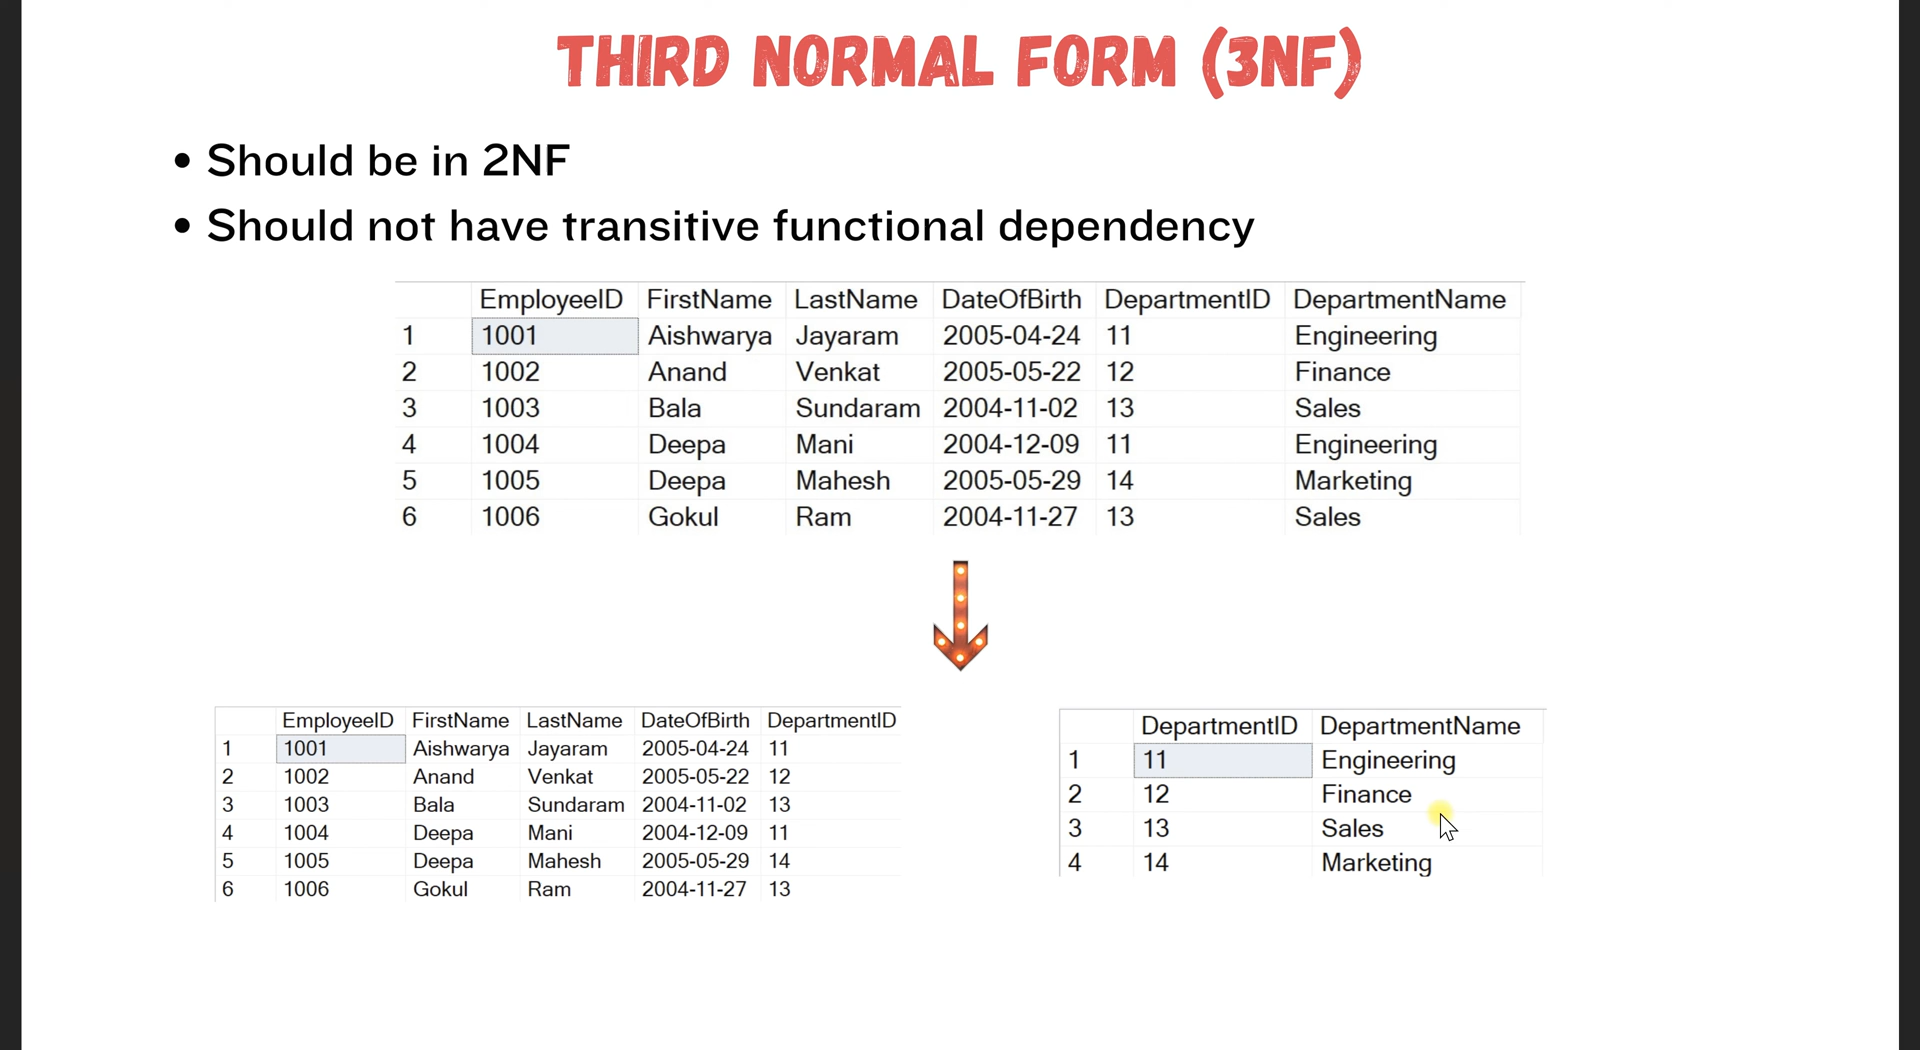 THIRD NORMAL FORM (3NF)
• Should be in 2NF
• Should not have transitive functional dependency
EmployeeID FirstName LastName DateOfBirth DepartmentID DepartmentName
1 1001 Aishwarya Jayaram 2005-04-24 11 Engineering
2 1002 Anand Venkat 2005-05-22 12 Finance
3 1003 Bala Sundaram 2004-11-02 13 Sales
4 1004 Deepa Mani 2004-12-09 11 Engineering
5 1005 Deepa Mahesh 2005-05-29 14 Marketing
6 1006 Gokul Ram 2004-11-27 13 Sales
EmployeeID FirstName LastName DateOfBirth DepartmentID
1 1001 Aishwarya Jayaram 2005-04-24 11
2 1002 Anand Venkat 2005-05-22 12
3 1003 Bala Sundaram 2004-11-02 13
4 1004 Deepa Mani 2004-12-09 11
5 1005 Deepa Mahesh 2005-05-29 14
6 1006 Gokul Ram 2004-11-27 13
DepartmentID DepartmentName
1 11 Engineering
2 12 Finance
3 13 Sales
4 14 Marketing